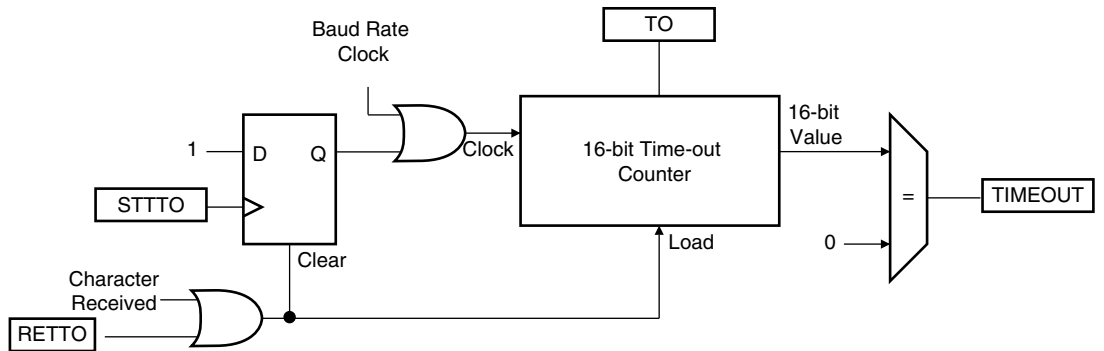 TO
Baud Rate
Clock
16-bit
Value
1
D
Q
Clock
16-bit Time-out
Counter
STTTO
=
TIMEOUT
0
Clear
Load
Character
Received
RETTO